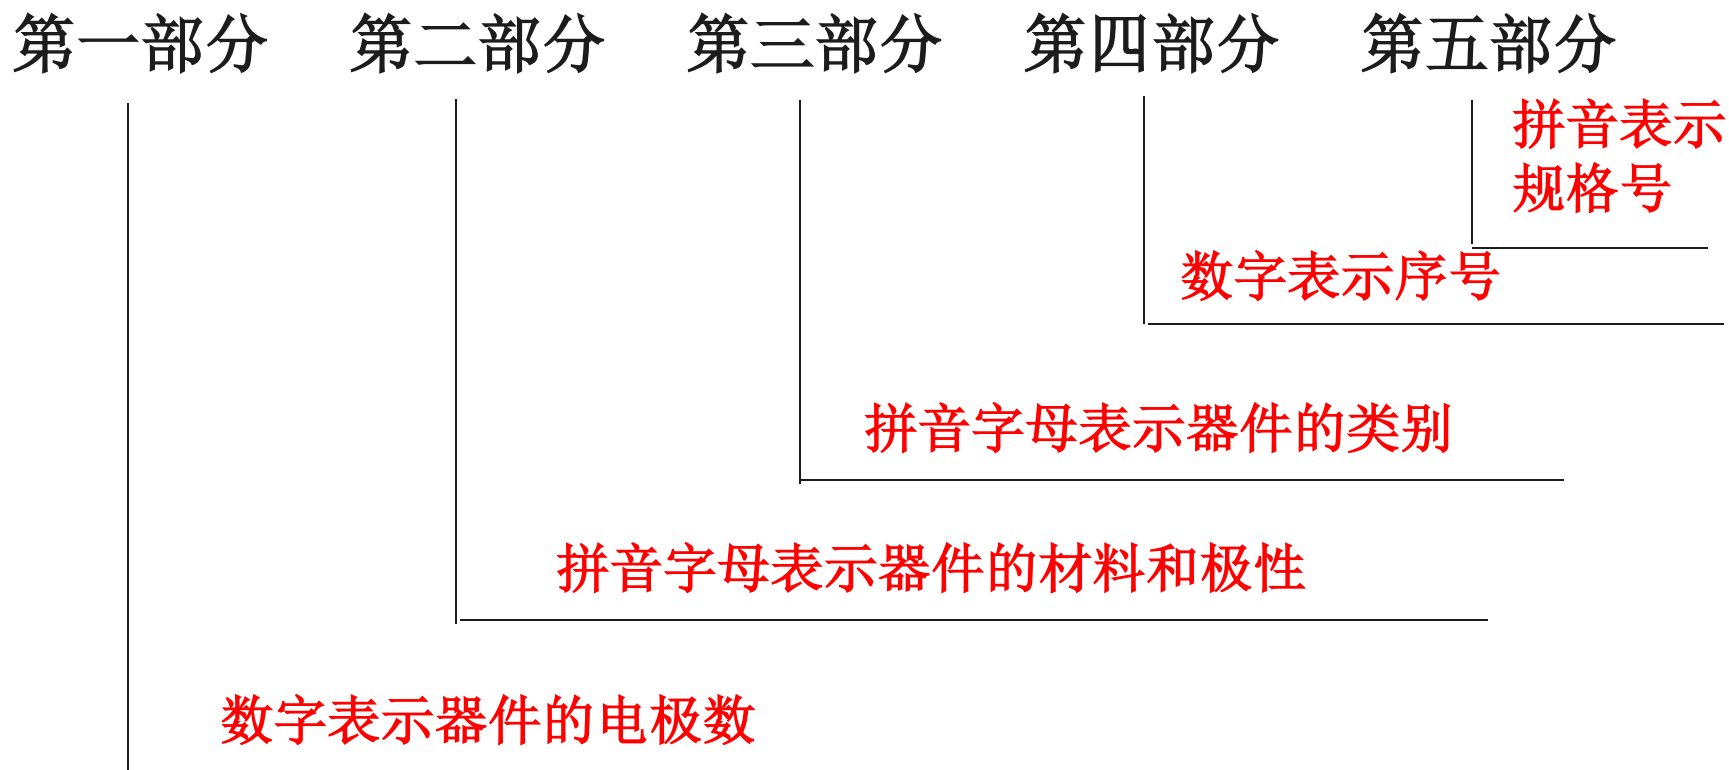 第一部分 第二部分 第三部分 第四部分 第五部分
拼音表示
规格号
数字表示序号
拼音字母表示器件的类别
拼音字母表示器件的材料和极性
数字表示器件的电极数